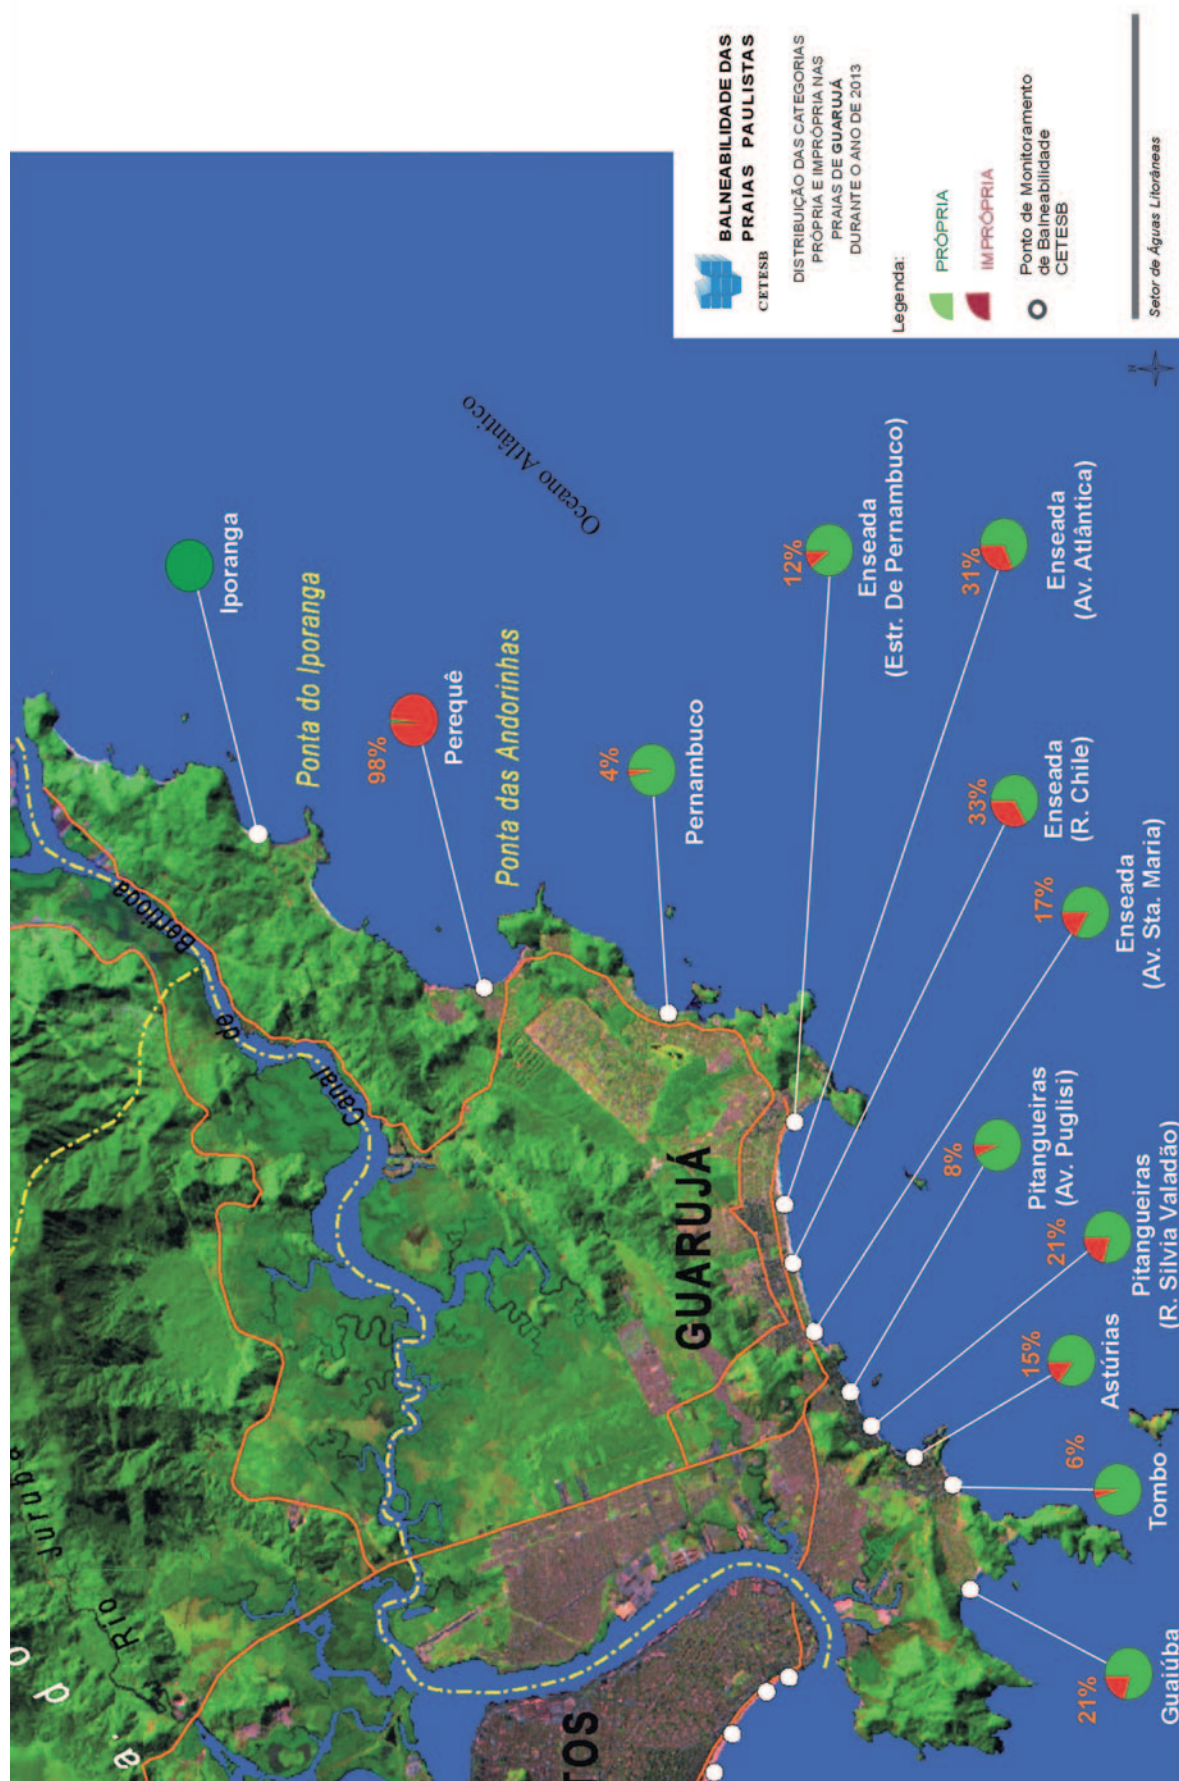 BALNEABILIDADE DAS
PRAIAS PAULISTAS
CETESB
DISTRIBUIÇÃO DAS CATEGORIAS
PRÓPRIA E IMPRÓPRIA NAS
PRAIAS DE GUARUJÁ
DURANTE O ANO DE 2013
Legenda:
PRÓPRIA
IMPRÓPRIA
Ponto de Monitoramento
de Balneabilidade
CETESB
Setor de Águas Litorâneas
N
Oceano Atlântico
Iporanga
Ponta do Iporanga
98%
Perequê
Ponta das Andorinhas
4%
Pernambuco
12%
Enseada
(Estr. De Pernambuco)
31%
Enseada
(Av. Atlântica)
33%
Enseada
(R. Chile)
17%
Enseada
(Av. Sta. Maria)
8%
Pitangueiras
(Av. Puglisi)
21%
Pitangueiras
(R. Silvia Valadão)
15%
Astúrias
6%
Tombo
21%
Guaiúba
GUARUJÁ
Canal de Bertioga
Rio
TOS